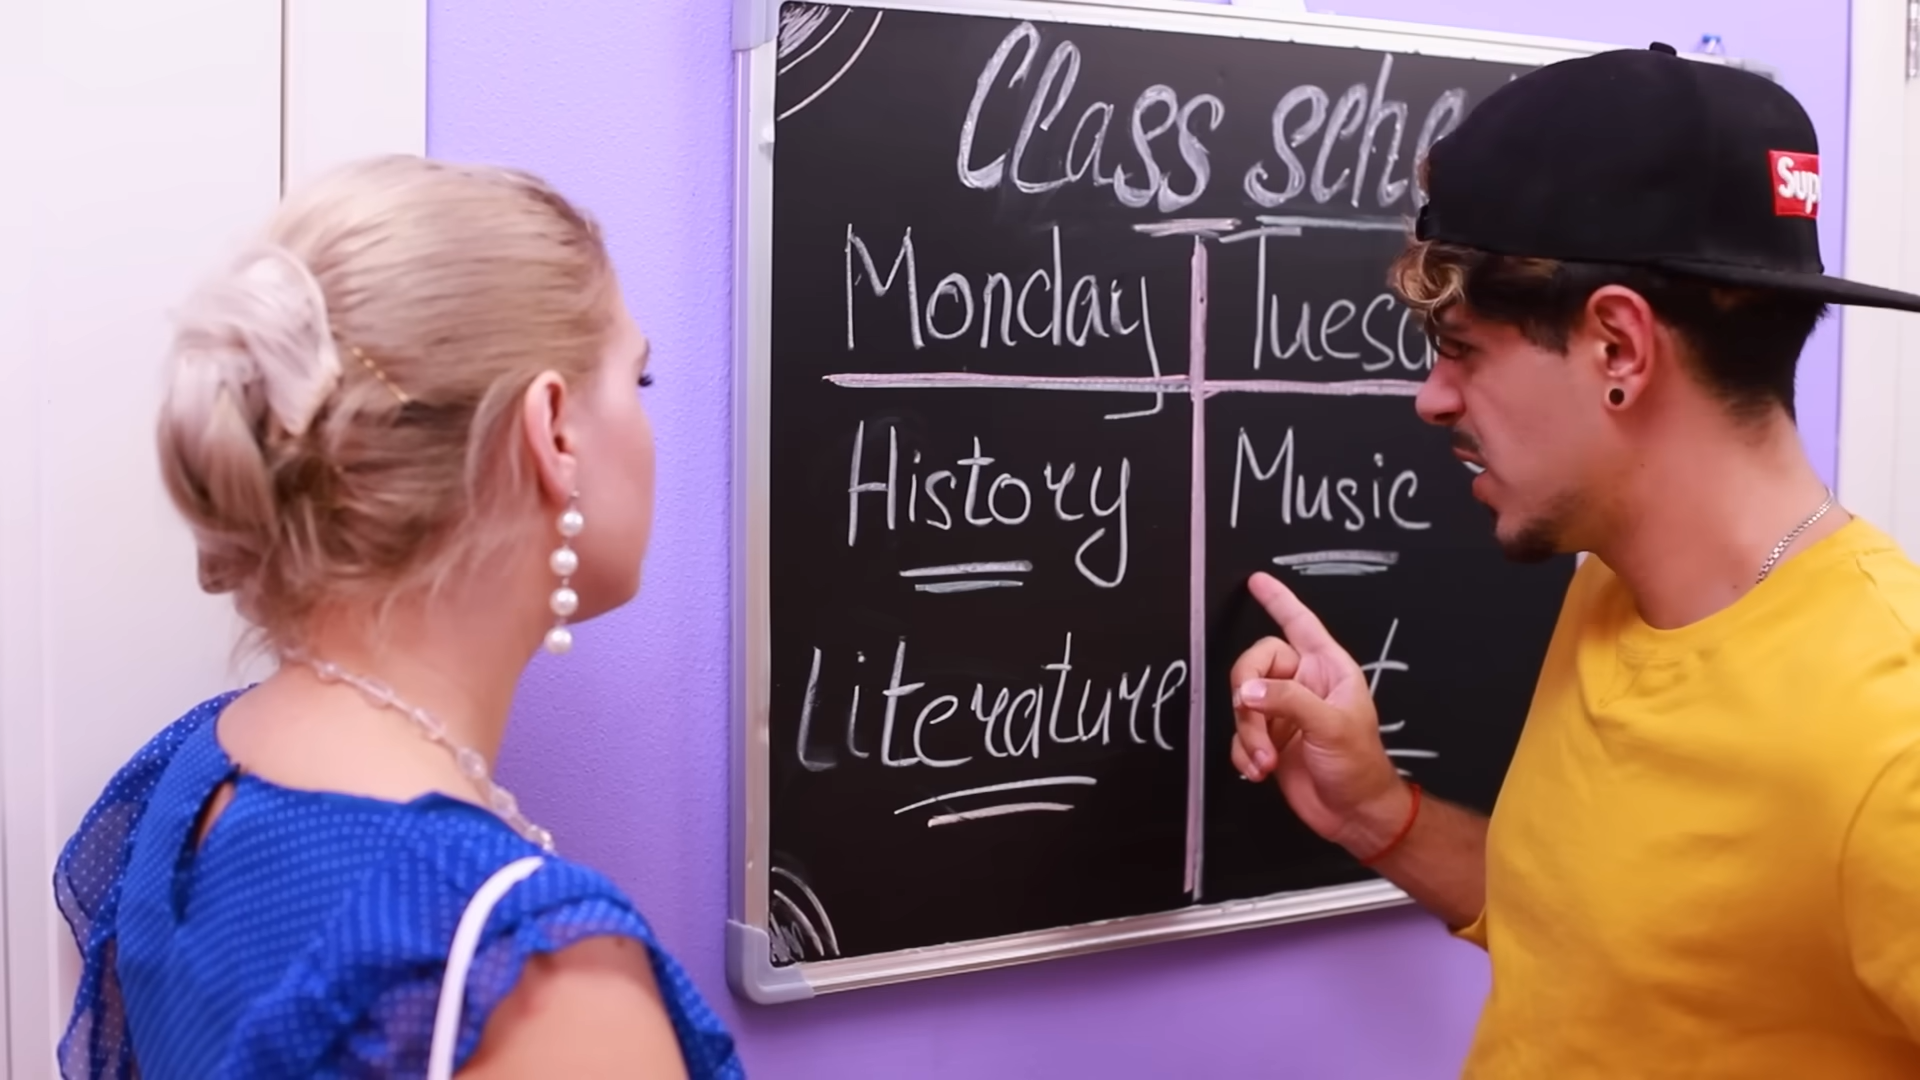 Class sche
Monday Tuesd
History Music
Literature t
Sup